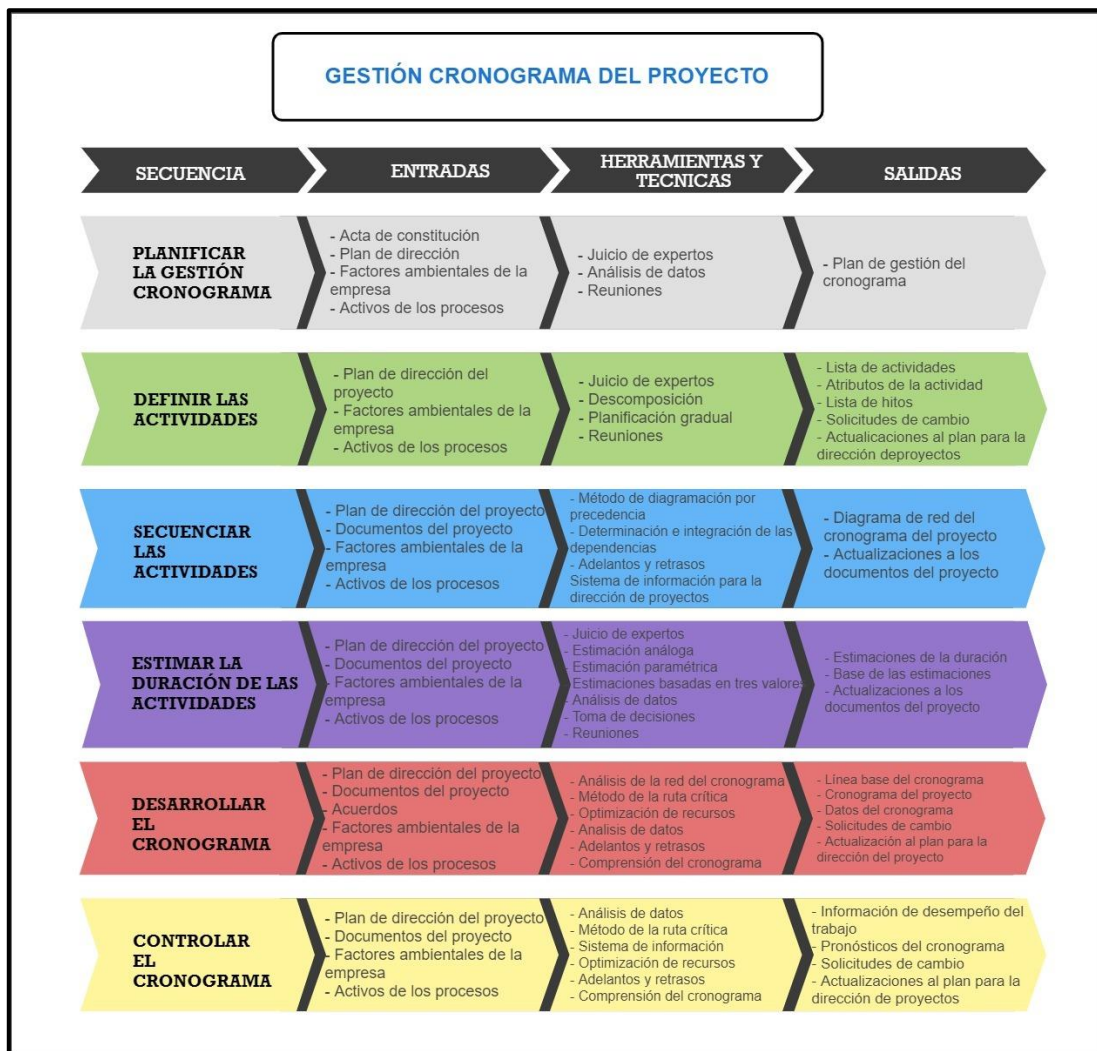 GESTIÓN CRONOGRAMA DEL PROYECTO
SECUENCIA
ENTRADAS
HERRAMIENTAS Y
TECNICAS
SALIDAS
PLANIFICAR
LA GESTIÓN
CRONOGRAMA
- Acta de constitución
- Plan de dirección
- Factores ambientales de la
empresa
- Activos de los procesos
- Juicio de expertos
- Análisis de datos
- Reuniones
- Plan de gestión del
cronograma
DEFINIR LAS
ACTIVIDADES
- Plan de dirección del
proyecto
- Factores ambientales de la
empresa
- Activos de los procesos
- Juicio de expertos
- Descomposición
- Planificación gradual
- Reuniones
- Lista de actividades
- Atributos de la actividad
- Lista de hitos
- Solicitudes de cambio
- Actualicaciones al plan para la
dirección deproyectos
SECUENCIAR
LAS
ACTIVIDADES
- Plan de dirección del proyecto
- Documentos del proyecto
- Factores ambientales de la
empresa
- Activos de los procesos
- Método de diagramación por
precedencia
- Determinación e integración de las
dependencias
- Adelantos y retrasos
Sistema de información para la
dirección de proyectos
- Diagrama de red del
cronograma del proyecto
- Actualizaciones a los
documentos del proyecto
ESTIMAR LA
DURACIÓN DE LAS
ACTIVIDADES
- Plan de dirección del proyecto
- Documentos del proyecto
- Factores ambientales de la
empresa
- Activos de los procesos
- Juicio de expertos
- Estimación análoga
- Estimación paramétrica
- Estimaciones basadas en tres valores
- Análisis de datos
- Toma de decisiones
- Reuniones
- Estimaciones de la duración
- Base de las estimaciones
- Actualizaciones a los
documentos del proyecto
DESARROLLAR
EL
CRONOGRAMA
- Plan de dirección del proyecto
- Documentos del proyecto
- Acuerdos
- Factores ambientales de la
empresa
- Activos de los procesos
- Análisis de la red del cronograma
- Método de la ruta crítica
- Optimización de recursos
- Analisis de datos
- Adelantos y retrasos
- Comprensión del cronograma
- Línea base del cronograma
- Cronograma del proyecto
- Datos del cronograma
- Solicitudes de cambio
- Actualización al plan para la
dirección del proyecto
CONTROLAR
EL
CRONOGRAMA
- Plan de dirección del proyecto
- Documentos del proyecto
- Factores ambientales de la
empresa
- Activos de los procesos
- Análisis de datos
- Método de la ruta crítica
- Sistema de información
- Optimización de recursos
- Adelantos y retrasos
- Comprensión del cronograma
- Información de desempeño del
trabajo
- Pronósticos del cronograma
- Solicitudes de cambio
- Actualizaciones al plan para la
dirección de proyectos